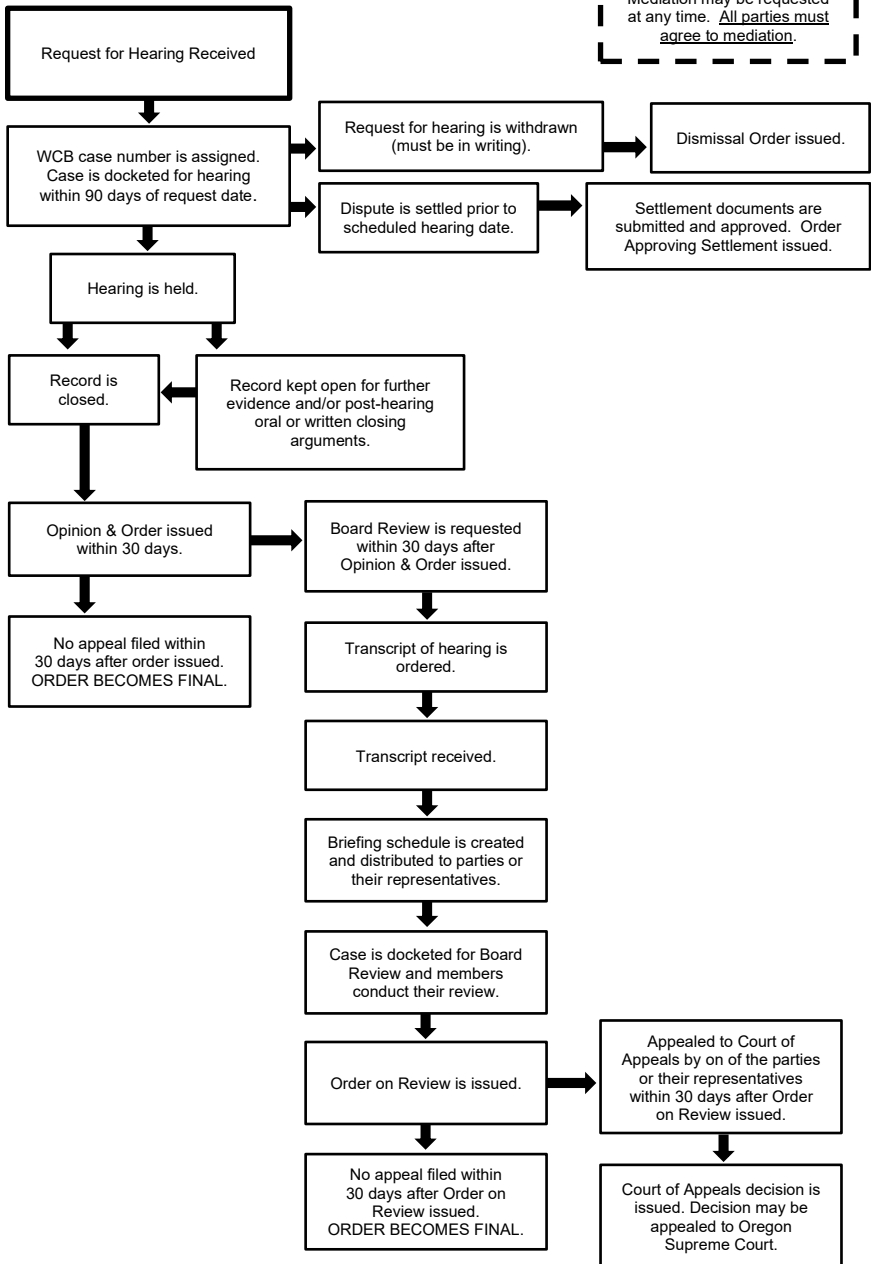 Mediation may be requested
at any time. All parties must
agree to mediation.
Request for Hearing Received
WCB case number is assigned.
Case is docketed for hearing
within 90 days of request date.
Request for hearing is withdrawn
(must be in writing).
Dismissal Order issued.
Dispute is settled prior to
scheduled hearing date.
Settlement documents are
submitted and approved. Order
Approving Settlement issued.
Hearing is held.
Record is
closed.
Record kept open for further
evidence and/or post-hearing
oral or written closing
arguments.
Opinion & Order issued
within 30 days.
Board Review is requested
within 30 days after
Opinion & Order issued.
No appeal filed within
30 days after order issued.
ORDER BECOMES FINAL.
Transcript of hearing is
ordered.
Transcript received.
Briefing schedule is created
and distributed to parties or
their representatives.
Case is docketed for Board
Review and members
conduct their review.
Order on Review is issued.
Appealed to Court of
Appeals by on of the parties
or their representatives
within 30 days after Order
on Review issued.
No appeal filed within
30 days after Order on
Review issued.
ORDER BECOMES FINAL.
Court of Appeals decision is
issued. Decision may be
appealed to Oregon
Supreme Court.